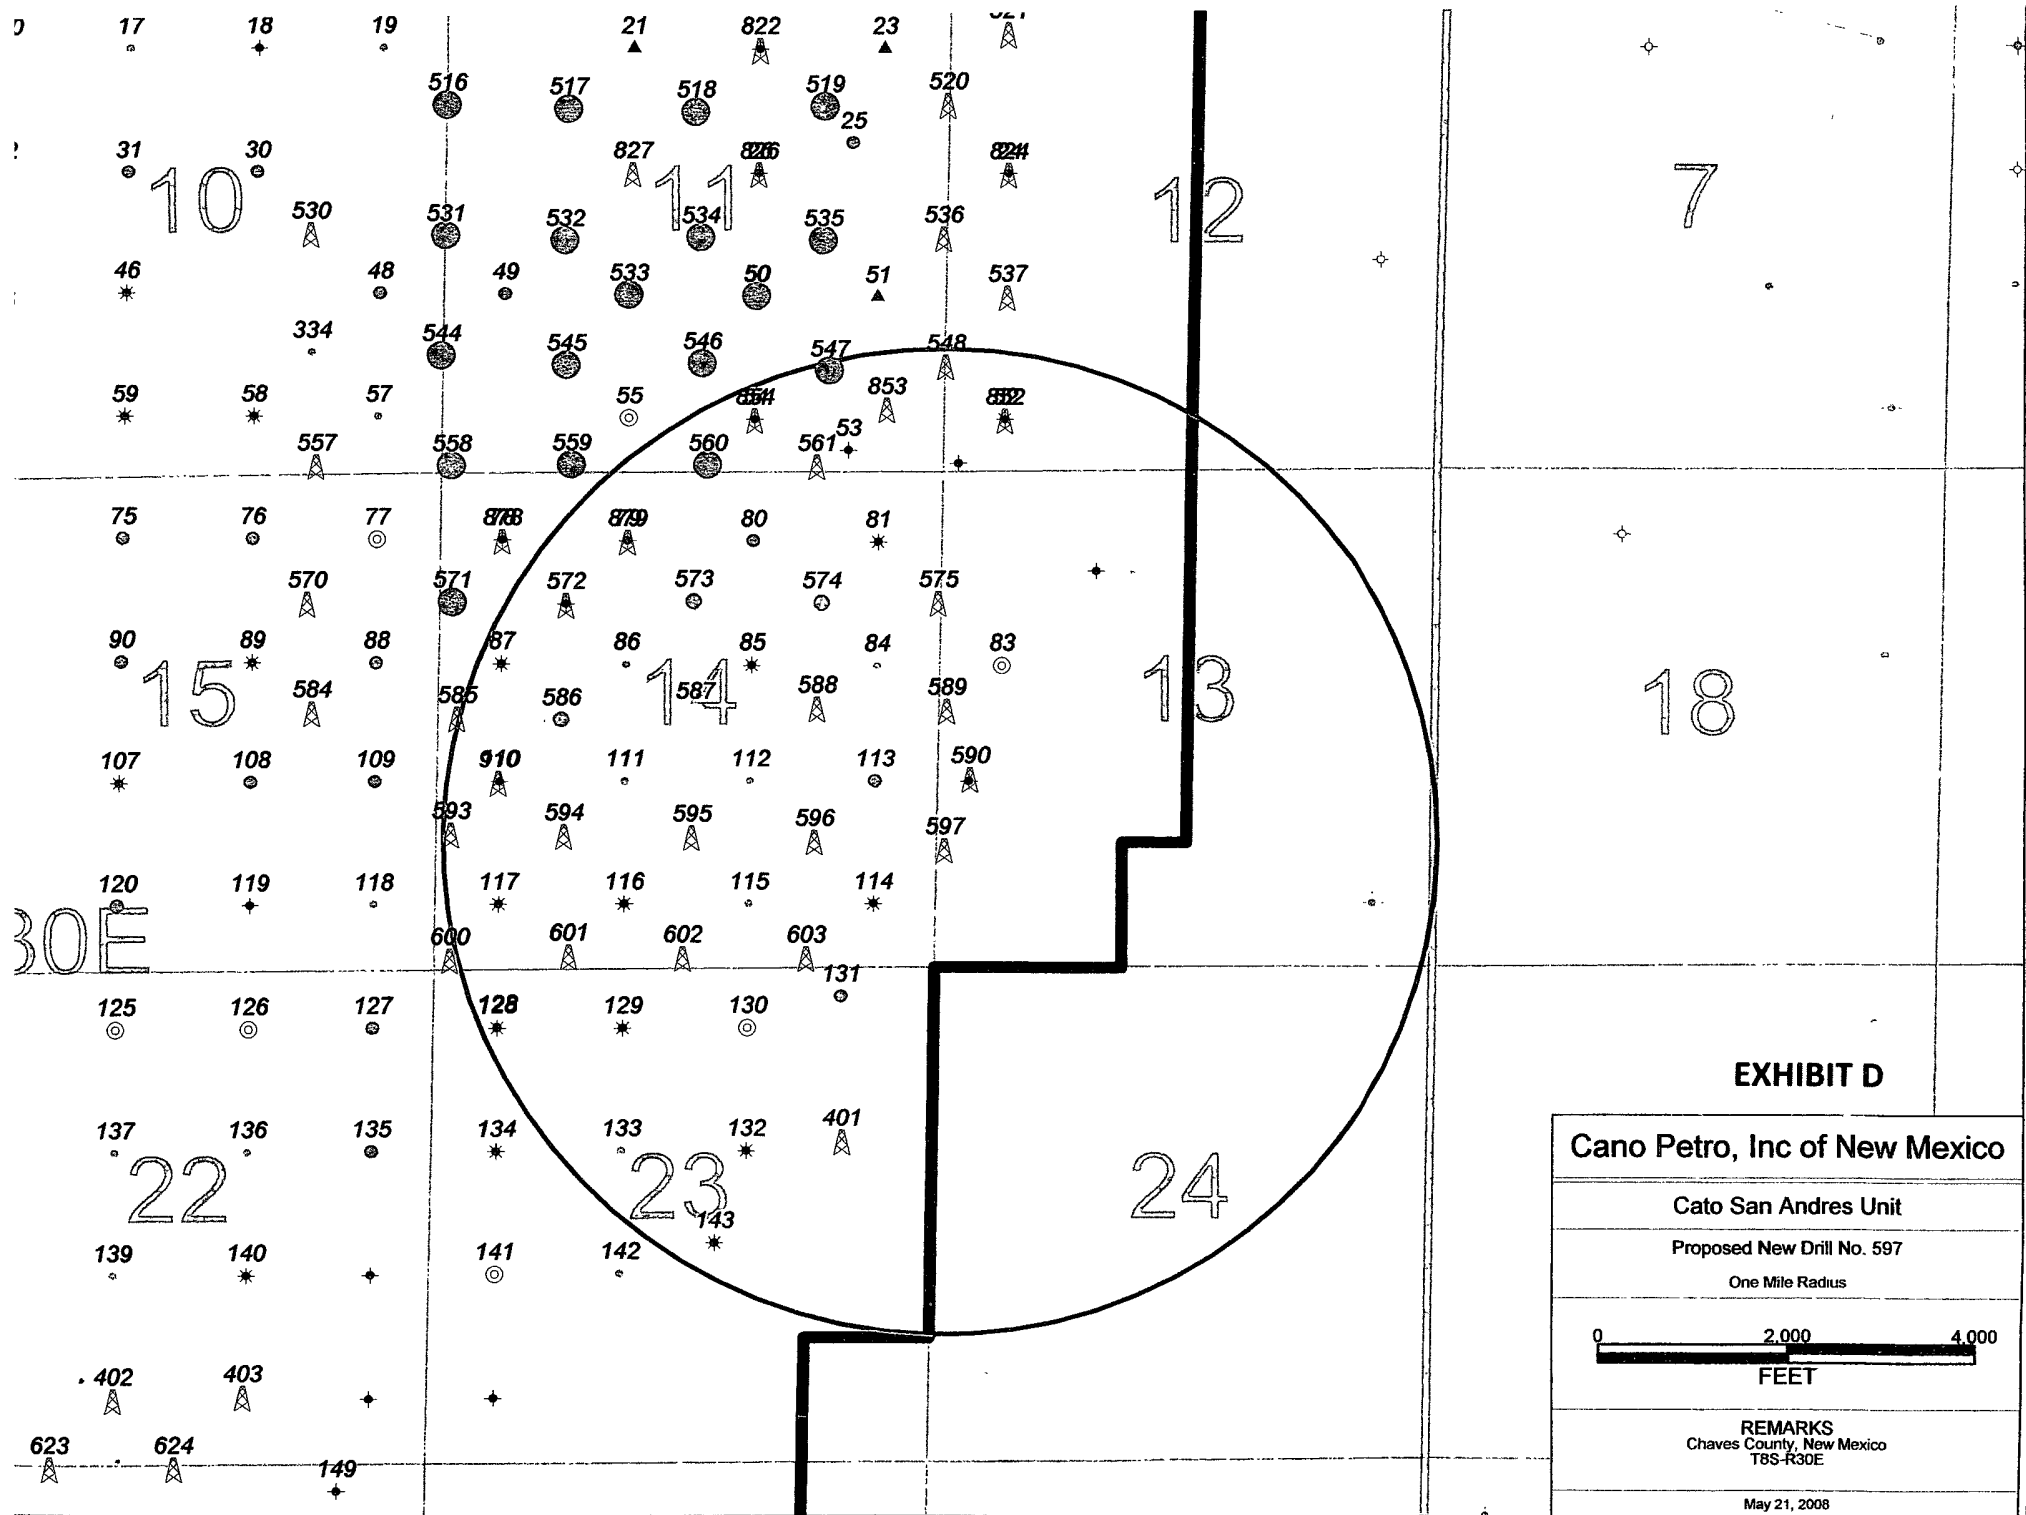 17 18 19 21 822 23
516 517 518 519 520
25
31 30 827 824
10 11 12 7
530 531 532 534 535 536
46 48 49 533 50 51 537
334 544 545 546 547 548
59 58 57 55 853
53
557 558 559 560 561
75 76 77 80 81
570 571 572 573 574 575
90 89 88 87 86 85 84 83
15 14 13 18
584 585 586 587 588 589
107 108 109 910 111 112 113 590
593 594 595 596 597
120 119 118 117 116 115 114
30E
600 601 602 603
131
125 126 127 128 129 130
EXHIBIT D
401
137 136 135 134 133 132
22 23 24
143
139 140 141 142
402 403
623 624
149
Cano Petro, Inc of New Mexico
Cato San Andres Unit
Proposed New Drill No. 597
One Mile Radius
0 2,000 4,000
FEET
REMARKS
Chaves County, New Mexico
T8S-R30E
May 21, 2008